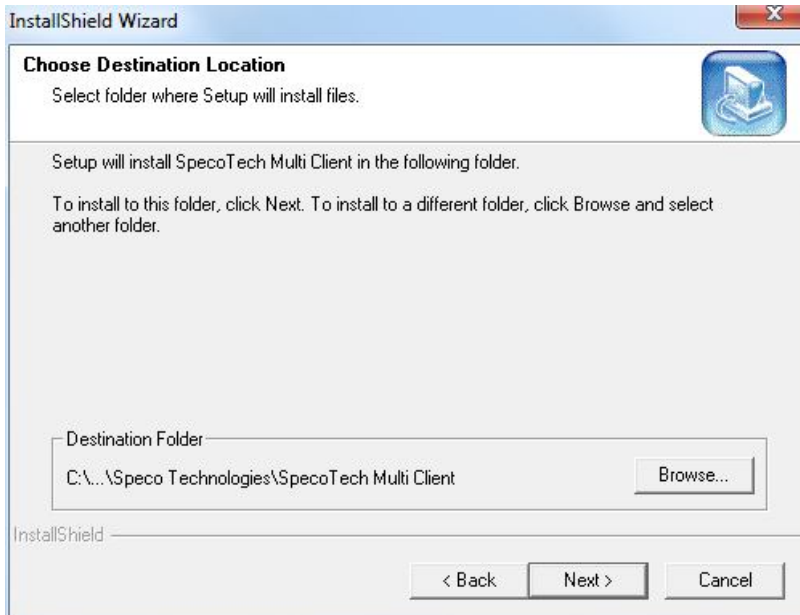 InstallShield Wizard
X
Choose Destination Location
Select folder where Setup will install files.
Setup will install SpecoTech Multi Client in the following folder.
To install to this folder, click Next. To install to a different folder, click Browse and select
another folder.
Destination Folder
C:\...\Speco Technologies\SpecoTech Multi Client
Browse...
InstallShield
< Back
Next >
Cancel